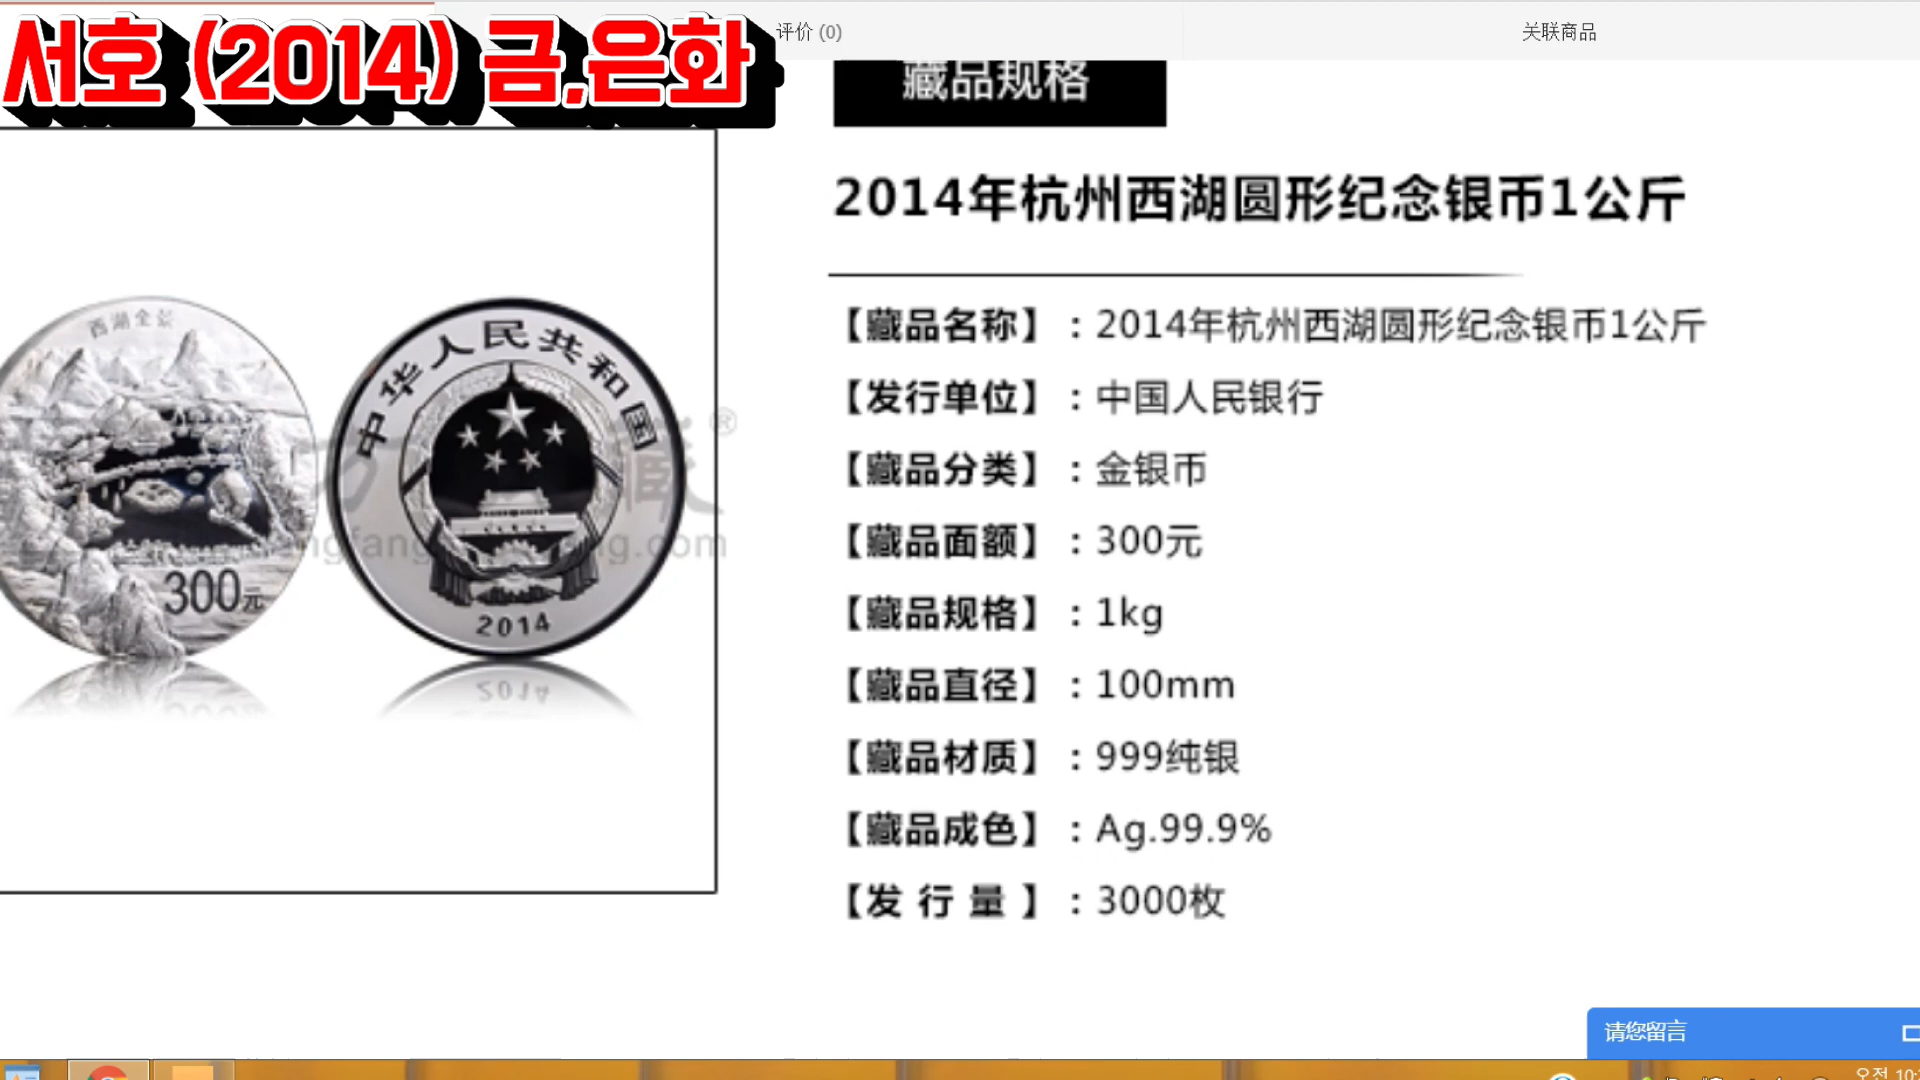 서호 (2014) 금,은화
评价 (0)
关联商品
藏品规格
2014年杭州西湖圆形纪念银币1公斤
【藏品名称】：2014年杭州西湖圆形纪念银币1公斤
【发行单位】：中国人民银行
【藏品分类】：金银币
【藏品面额】：300元
【藏品规格】：1kg
【藏品直径】：100mm
【藏品材质】：999纯银
【藏品成色】：Ag.99.9%
【发 行 量 】：3000枚
西湖全景
300元
中华人民共和国
2014
请您留言
오전 10: